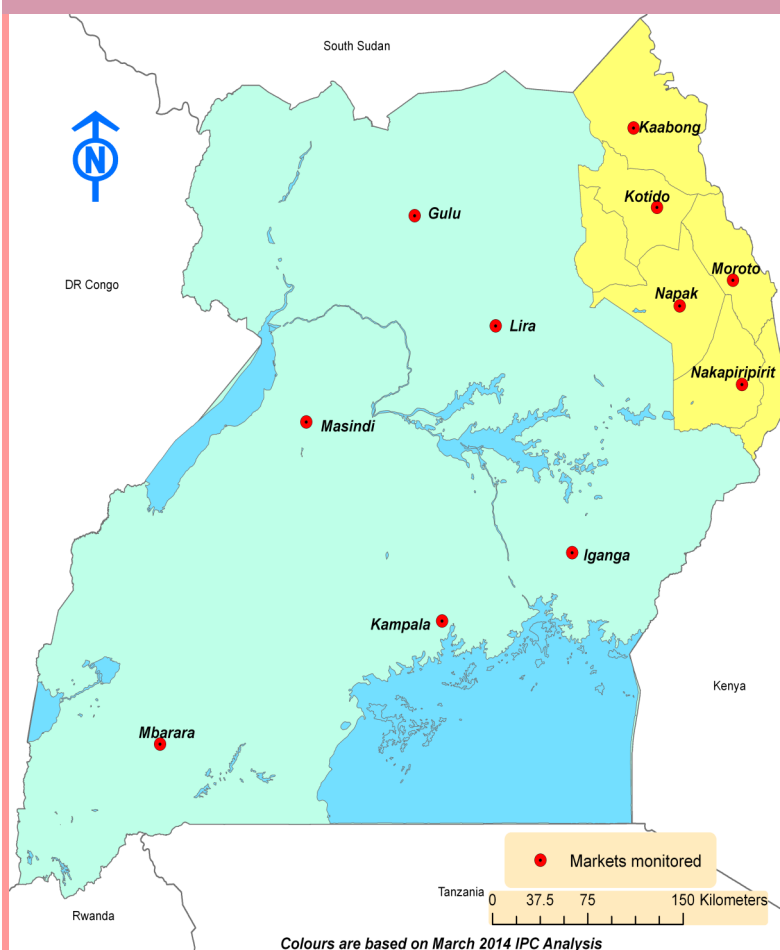 South Sudan
Kaabong
N
Kotido
Gulu
Moroto
DR Congo
Napak
Lira
Nakapiripirit
Masindi
Iganga
Kampala
Kenya
Mbarara
Markets monitored
Tanzania
0 37.5 75 150 Kilometers
Rwanda
Colours are based on March 2014 IPC Analysis